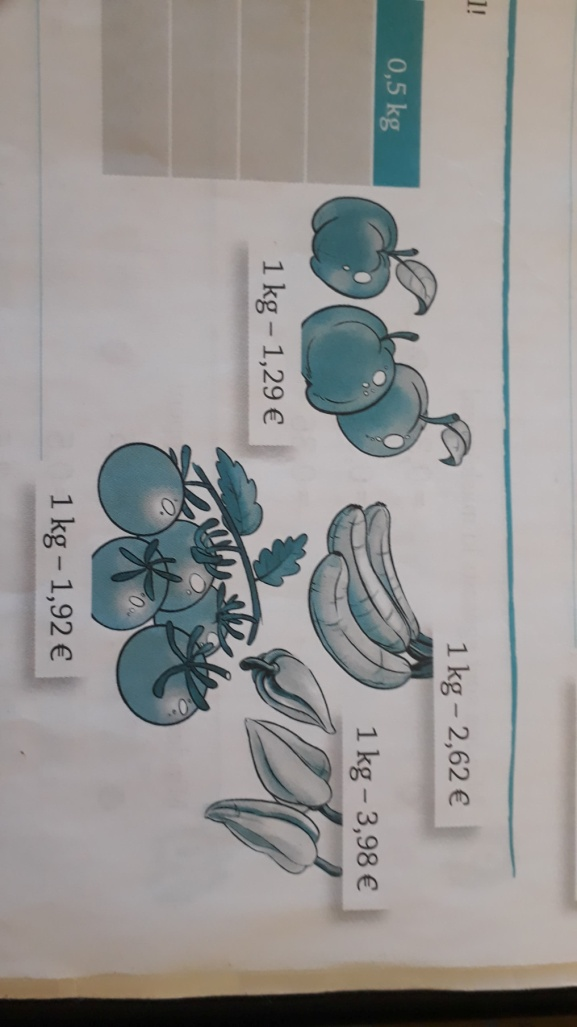 l!
0,5 kg
1 kg – 2,62 €
1 kg – 1,29 €
1 kg – 3,98 €
1 kg – 1,92 €